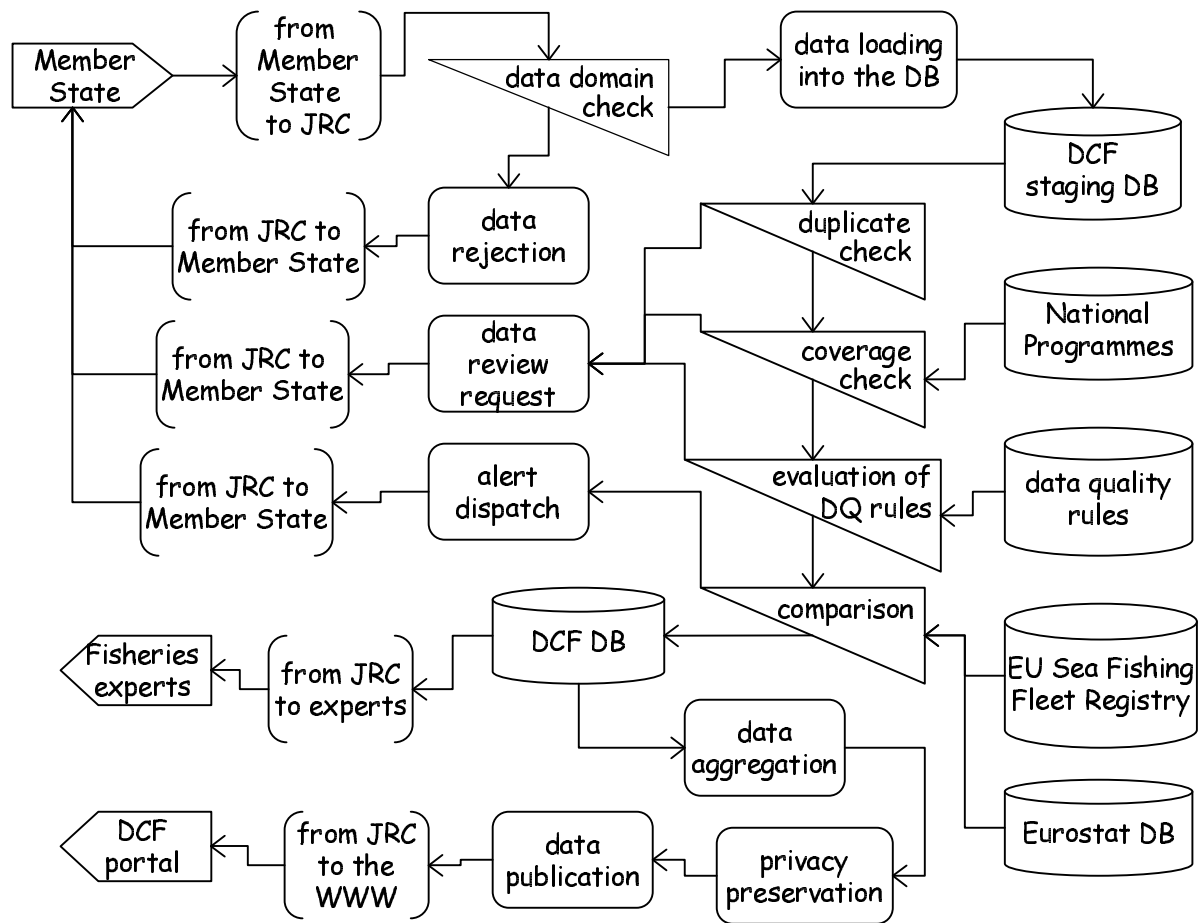 Member
State
from
Member
State
to JRC
data domain
check
data loading
into the DB
DCF
staging DB
from JRC to
Member State
data
rejection
duplicate
check
National
Programmes
from JRC to
Member State
data
review
request
coverage
check
from JRC to
Member State
alert
dispatch
evaluation of
DQ rules
data quality
rules
comparison
DCF DB
EU Sea Fishing
Fleet Registry
Fisheries
experts
from JRC
to experts
data
aggregation
Eurostat DB
DCF
portal
from JRC
to the
WWW
data
publication
privacy
preservation